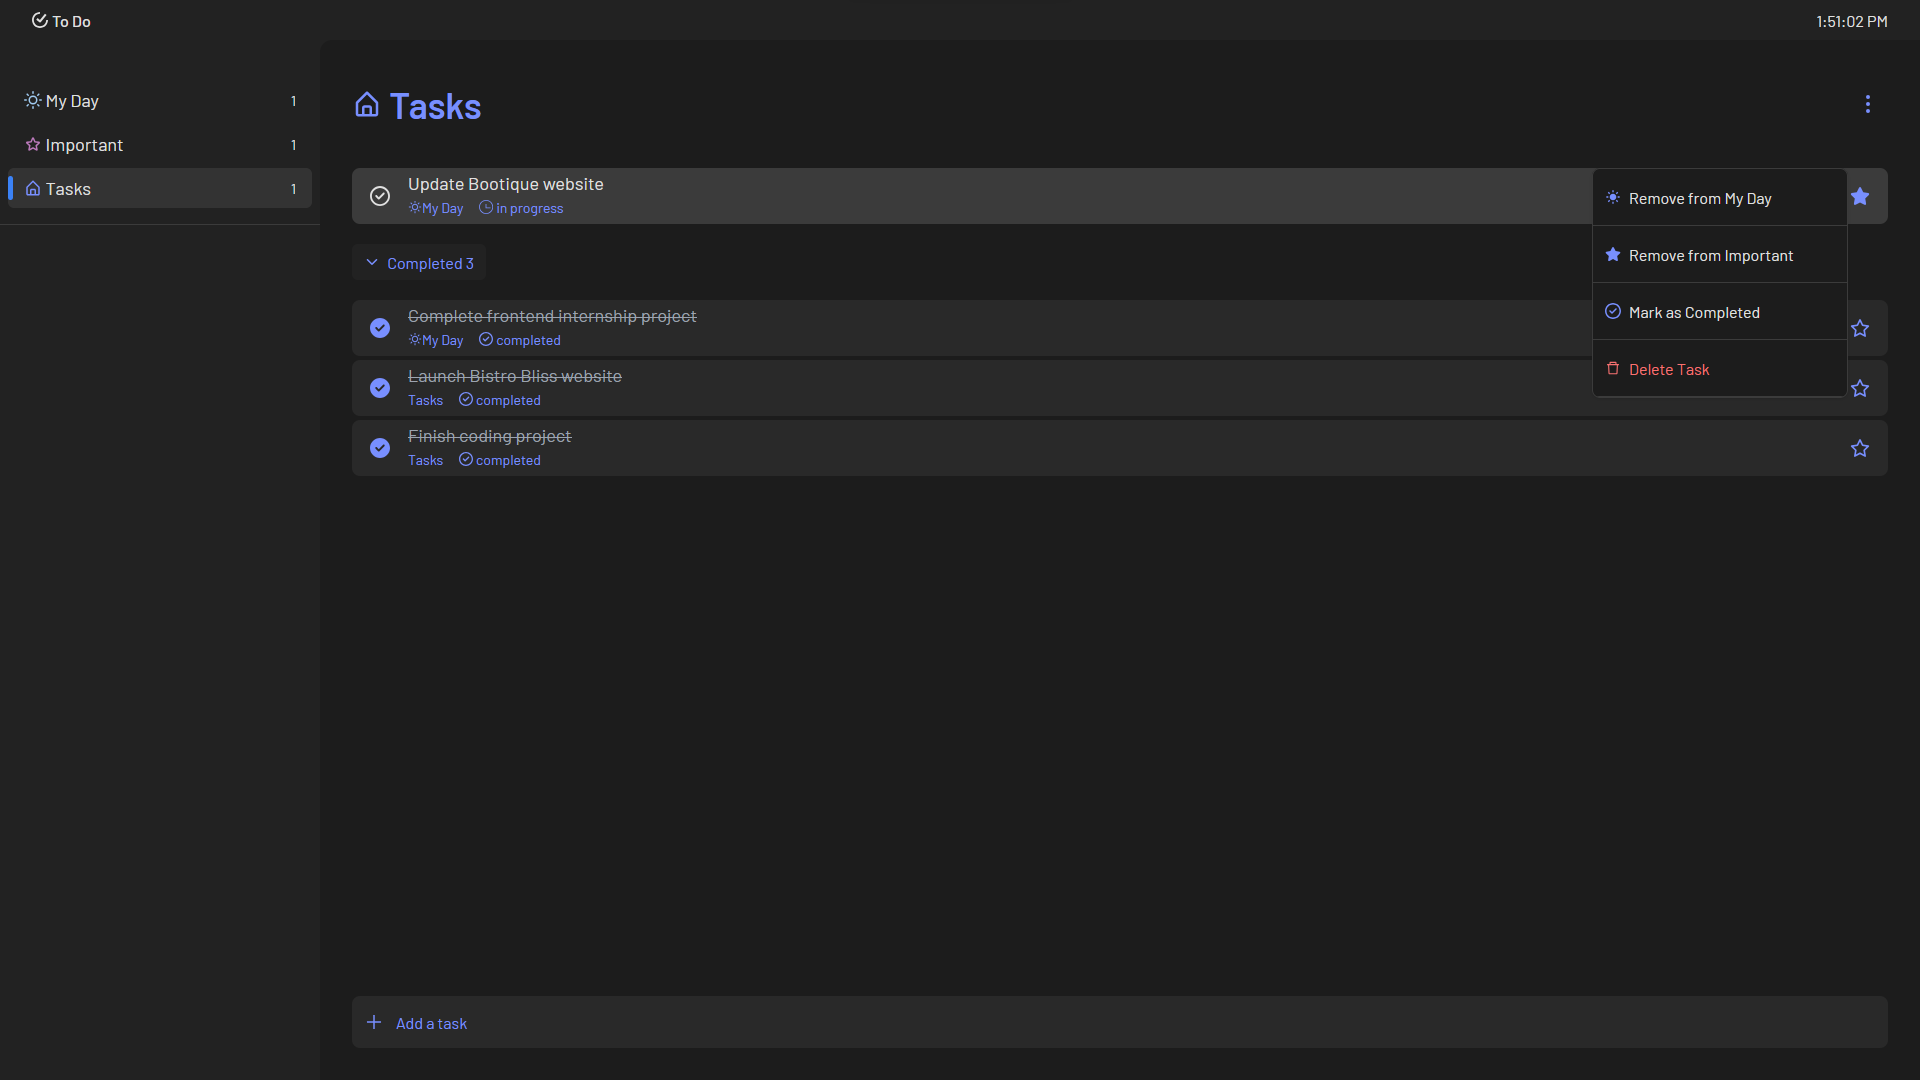 To Do
1:51:02 PM
My Day 1
Important 1
Tasks 1
Tasks
Update Bootique website
My Day in progress
Completed 3
Complete frontend internship project
My Day completed
Launch Bistro Bliss website
Tasks completed
Finish coding project
Tasks completed
Remove from My Day
Remove from Important
Mark as Completed
Delete Task
Add a task